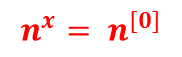 n^x = n^[0]